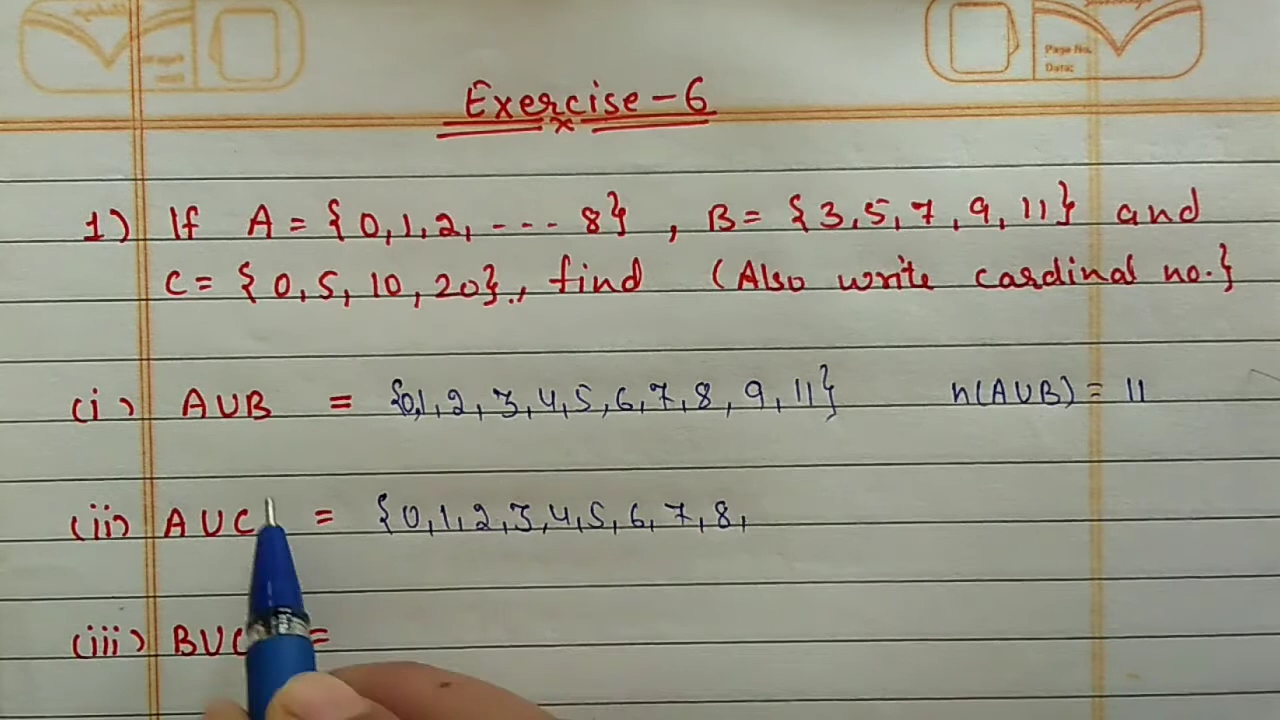 Page No.
Date:
Exercise-6
1) If A = {0,1,2, --- 8} , B = {3,5,7,9,11} and
C = {0,5,10,20}., find (Also write cardinal no.}
(i) AUB = {0,1,2,3,4,5,6,7,8,9,11} n(AUB) = 11
(ii) AUC = {0,1,2,3,4,5,6,7,8,
(iii) BUC =